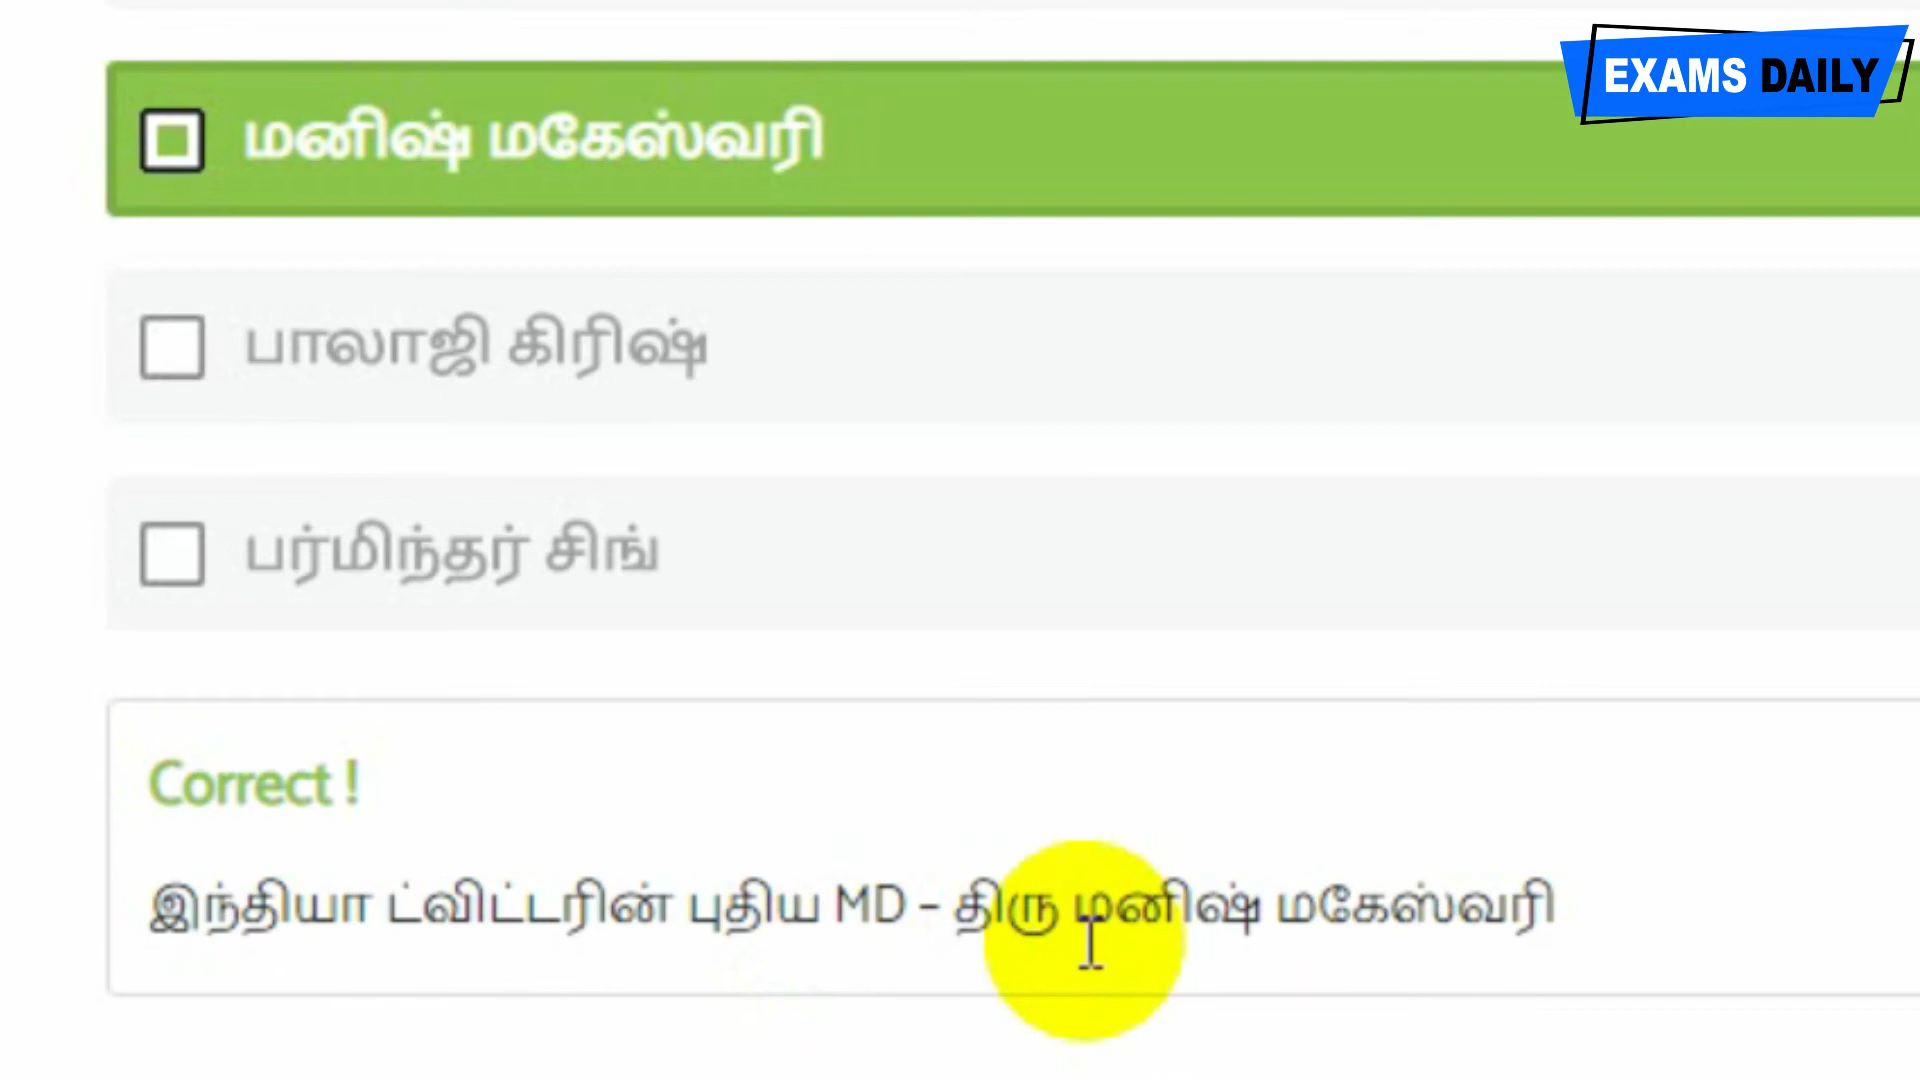 EXAMS DAILY
மனிஷ் மகேஸ்வரி
பாலாஜி கிரிஷ்
பர்மிந்தர் சிங்
Correct !
இந்தியா ட்விட்டரின் புதிய MD - திரு மனிஷ் மகேஸ்வரி